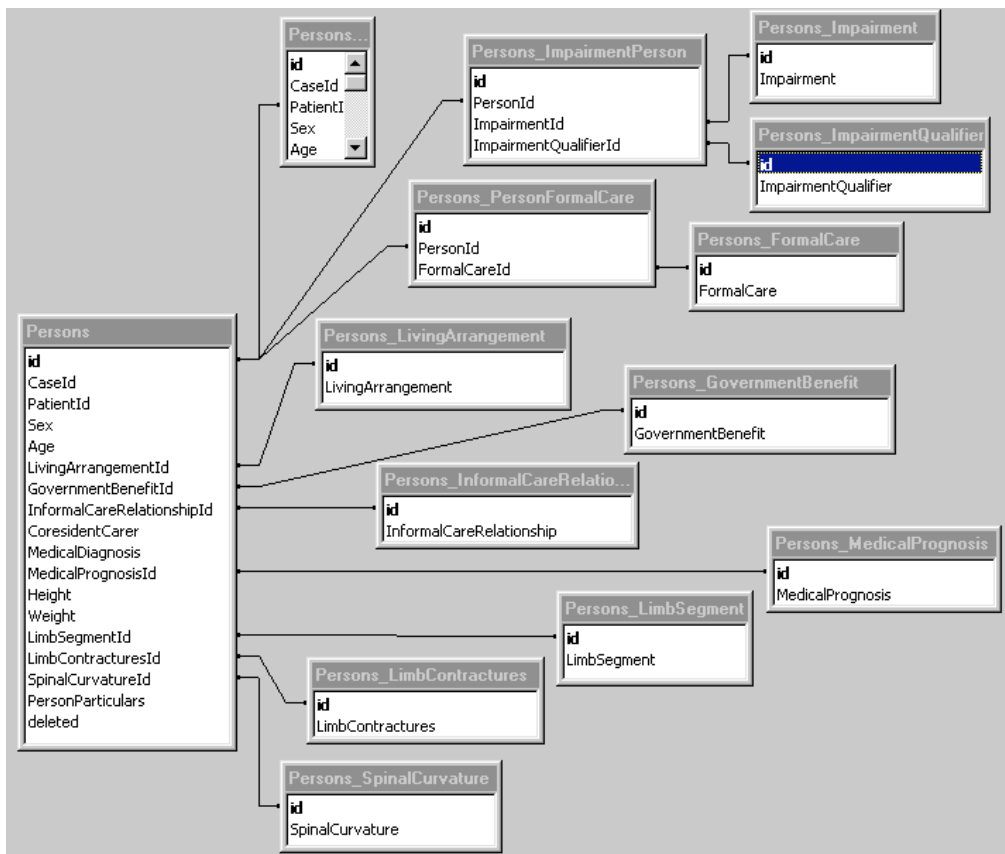 Persons...
id
CaseId
PatientI
Sex
Age
Persons_ImpairmentPerson
id
PersonId
ImpairmentId
ImpairmentQualifierId
Persons_Impairment
id
Impairment
Persons_ImpairmentQualifier
id
ImpairmentQualifier
Persons_PersonFormalCare
id
PersonId
FormalCareId
Persons_FormalCare
id
FormalCare
Persons
id
CaseId
PatientId
Sex
Age
LivingArrangementId
GovernmentBenefitId
InformalCareRelationshipId
CoresidentCarer
MedicalDiagnosis
MedicalPrognosisId
Height
Weight
LimbSegmentId
LimbContracturesId
SpinalCurvatureId
PersonParticulars
deleted
Persons_LivingArrangement
id
LivingArrangement
Persons_GovernmentBenefit
id
GovernmentBenefit
Persons_InformalCareRelatio...
id
InformalCareRelationship
Persons_MedicalPrognosis
id
MedicalPrognosis
Persons_LimbSegment
id
LimbSegment
Persons_LimbContractures
id
LimbContractures
Persons_SpinalCurvature
id
SpinalCurvature